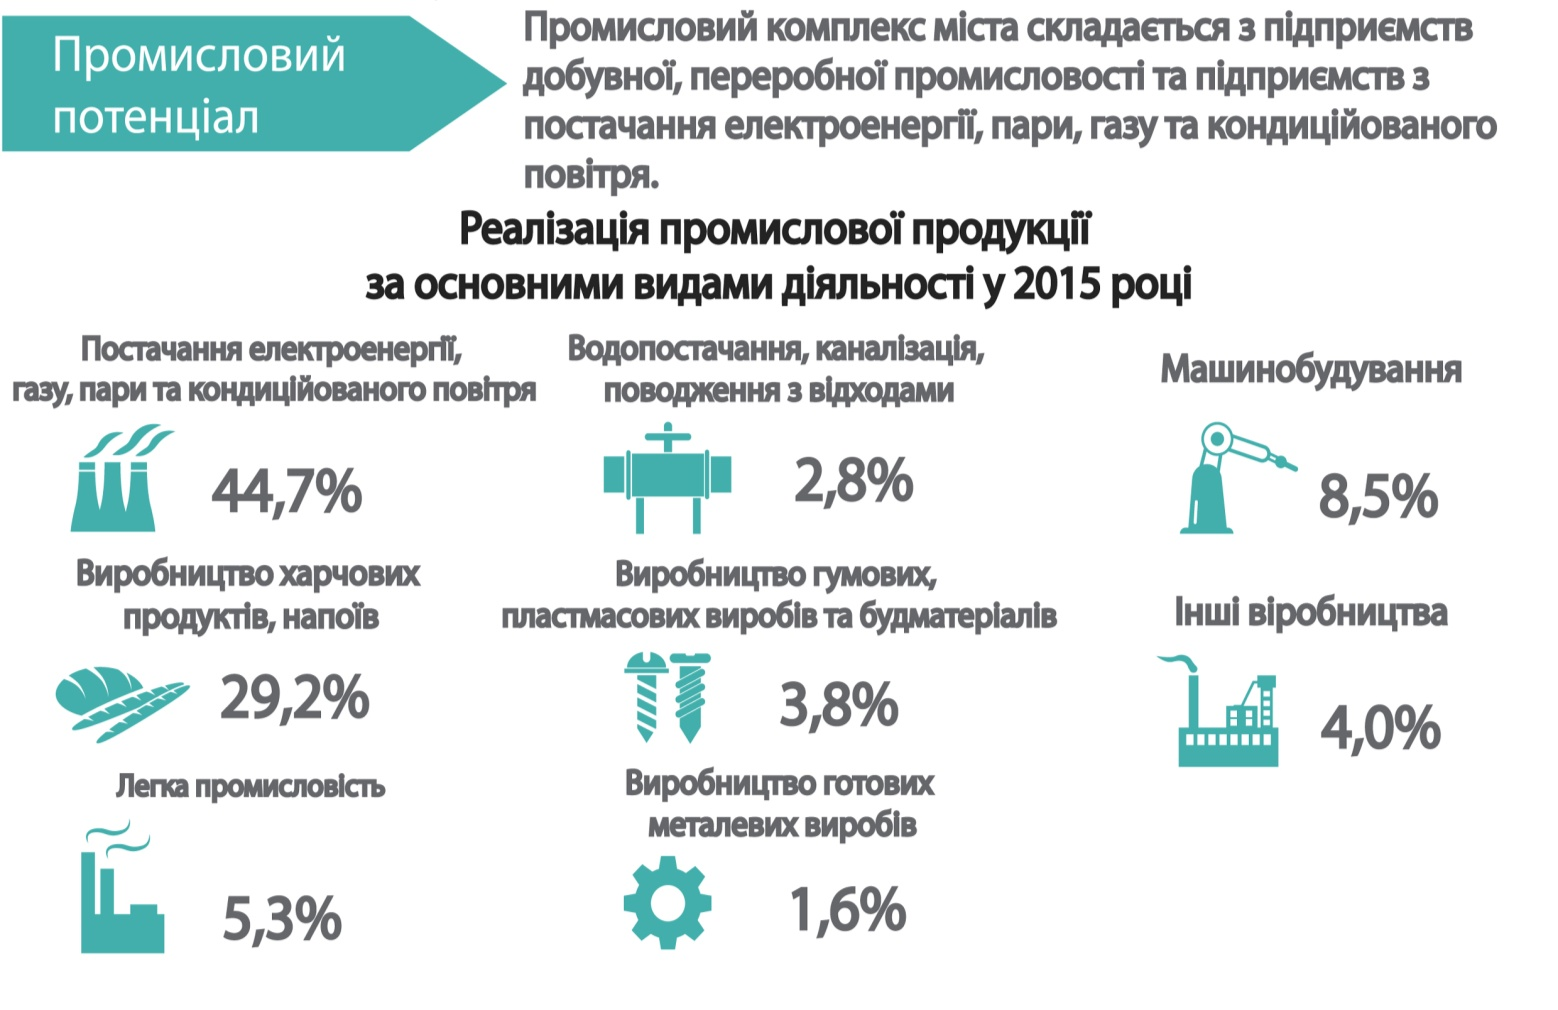 Промисловий
потенціал
Промисловий комплекс міста складається з підприємств
добувної, переробної промисловості та підприємств з
постачання електроенергії, пари, газу та кондиційованого
повітря.
Реалізація промислової продукції
за основними видами діяльності у 2015 році
Постачання електроенергії,
газу, пари та кондиційованого повітря
44,7%
Водопостачання, каналізація,
поводження з відходами
2,8%
Машинобудування
8,5%
Виробництво харчових
продуктів, напоїв
29,2%
Виробництво гумових,
пластмасових виробів та будматеріалів
3,8%
Інші віробництва
4,0%
Легка промисловість
5,3%
Виробництво готових
металевих виробів
1,6%